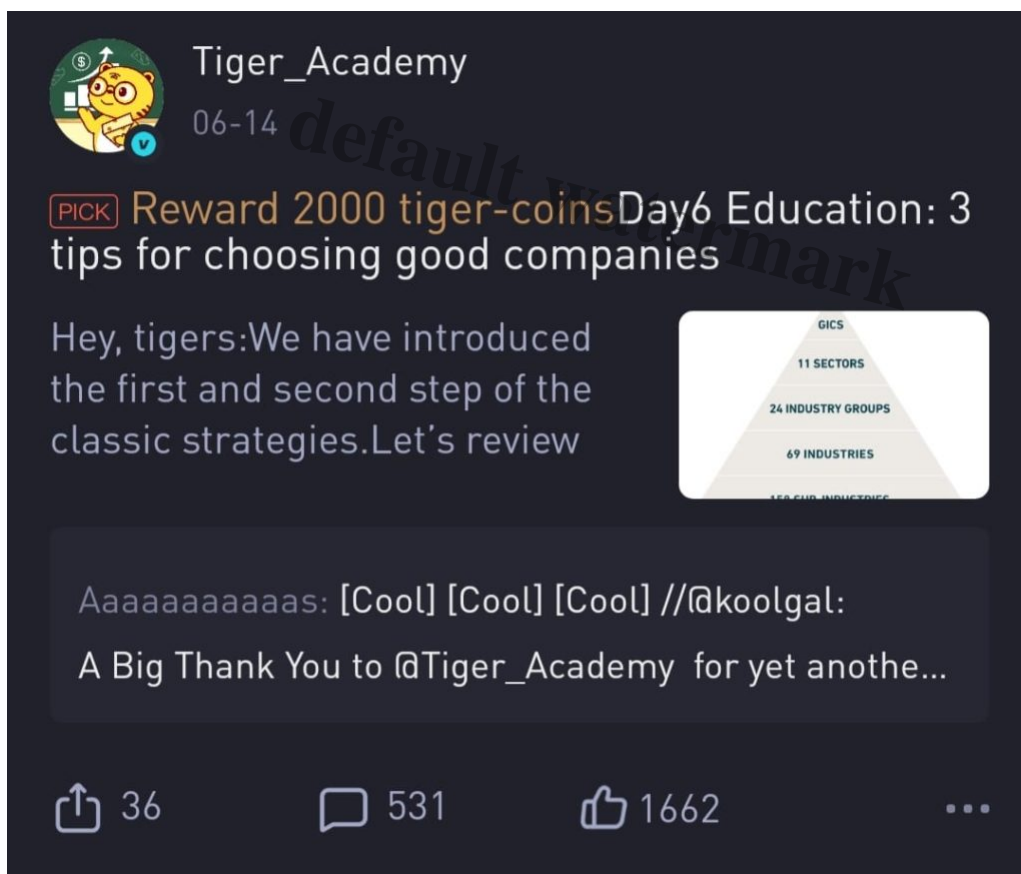 Tiger_Academy
06-14
default watermark
PICK Reward 2000 tiger-coinsDay6 Education: 3
tips for choosing good companies
Hey, tigers:We have introduced
the first and second step of the
classic strategies.Let's review
GICS
11 SECTORS
24 INDUSTRY GROUPS
69 INDUSTRIES
158 SUB-INDUSTRIES
Aaaaaaaaaaas: [Cool] [Cool] [Cool] //@koolgal:
A Big Thank You to @Tiger_Academy for yet anothe...
36
531
1662